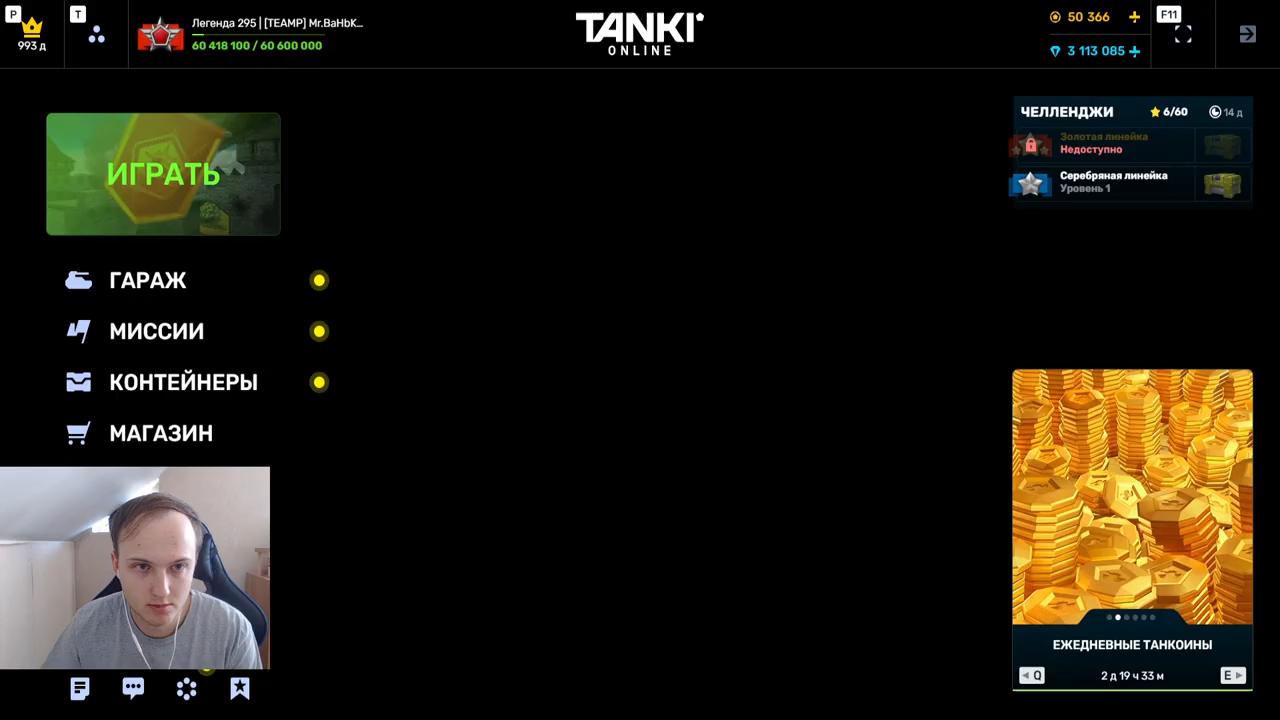 P
993 д
T
Легенда 295 | [TEAMP] Mr.BaHbK...
60 418 100 / 60 600 000
TANKI
ONLINE
50 366
3 113 085
F11
ИГРАТЬ
ГАРАЖ
МИССИИ
КОНТЕЙНЕРЫ
МАГАЗИН
ЧЕЛЛЕНДЖИ 6/60 14 д
Золотая линейка
Недоступно
Серебряная линейка
Уровень 1
ЕЖЕДНЕВНЫЕ ТАНКОИНЫ
Q 2 д 19 ч 33 м E